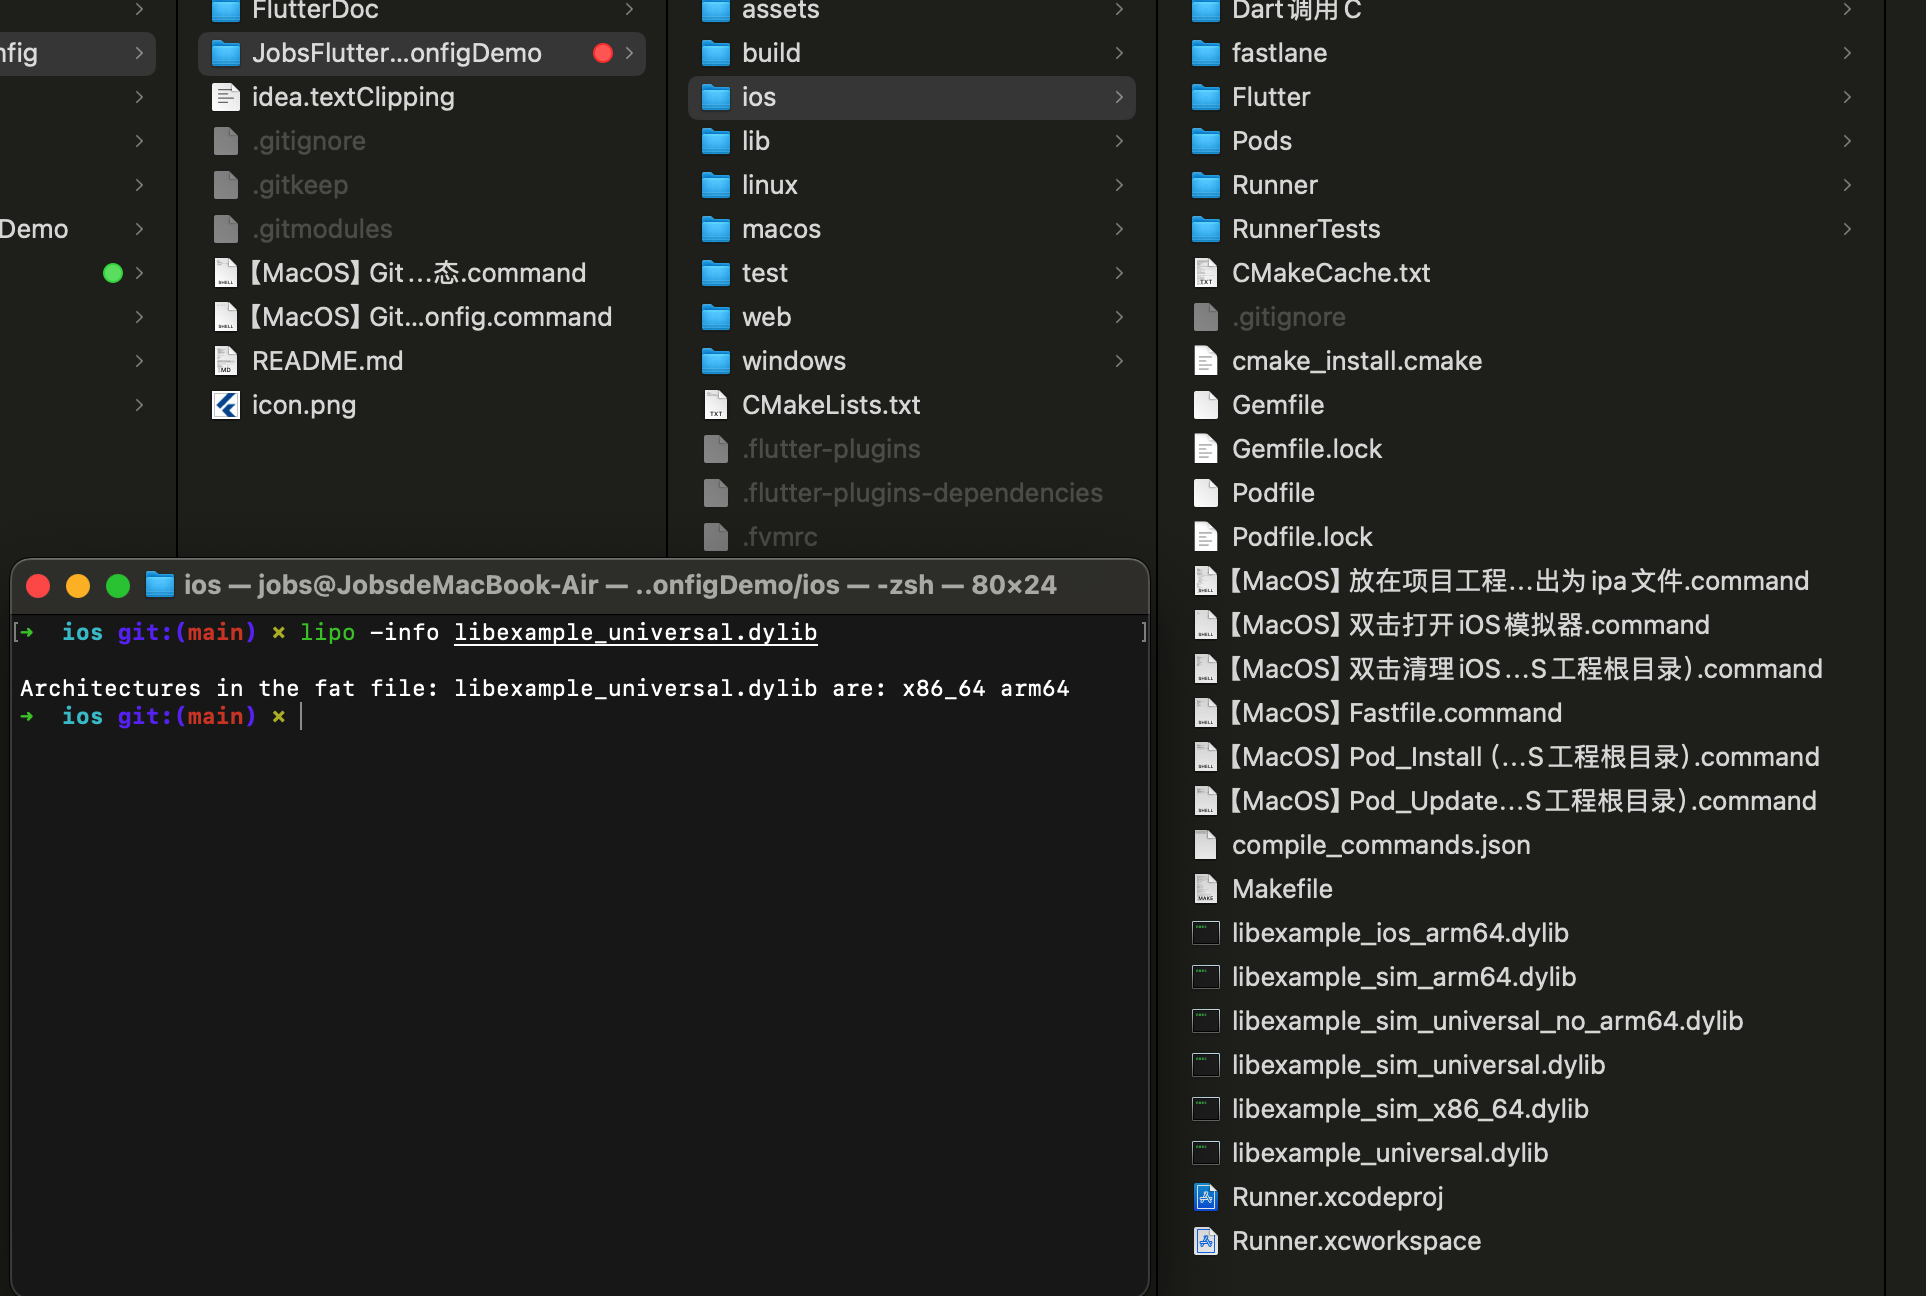 nfig
Demo
FlutterDoc
JobsFlutter...onfigDemo
idea.textClipping
.gitignore
.gitkeep
.gitmodules
【MacOS】Git...态.command
【MacOS】Git...onfig.command
README.md
icon.png
assets
build
ios
lib
linux
macos
test
web
windows
CMakeLists.txt
.flutter-plugins
.flutter-plugins-dependencies
.fvmrc
Dart调用C
fastlane
Flutter
Pods
Runner
RunnerTests
CMakeCache.txt
.gitignore
cmake_install.cmake
Gemfile
Gemfile.lock
Podfile
Podfile.lock
【MacOS】放在项目工程...出为ipa文件.command
【MacOS】双击打开iOS模拟器.command
【MacOS】双击清理iOS...S工程根目录）.command
【MacOS】Fastfile.command
【MacOS】Pod_Install（...S工程根目录）.command
【MacOS】Pod_Update...S工程根目录）.command
compile_commands.json
Makefile
libexample_ios_arm64.dylib
libexample_sim_arm64.dylib
libexample_sim_universal_no_arm64.dylib
libexample_sim_universal.dylib
libexample_sim_x86_64.dylib
libexample_universal.dylib
Runner.xcodeproj
Runner.xcworkspace
ios — jobs@JobsdeMacBook-Air — ..onfigDemo/ios — -zsh — 80×24
[➜ ios git:(main) ✗ lipo -info libexample_universal.dylib ]
Architectures in the fat file: libexample_universal.dylib are: x86_64 arm64
➜ ios git:(main) ✗